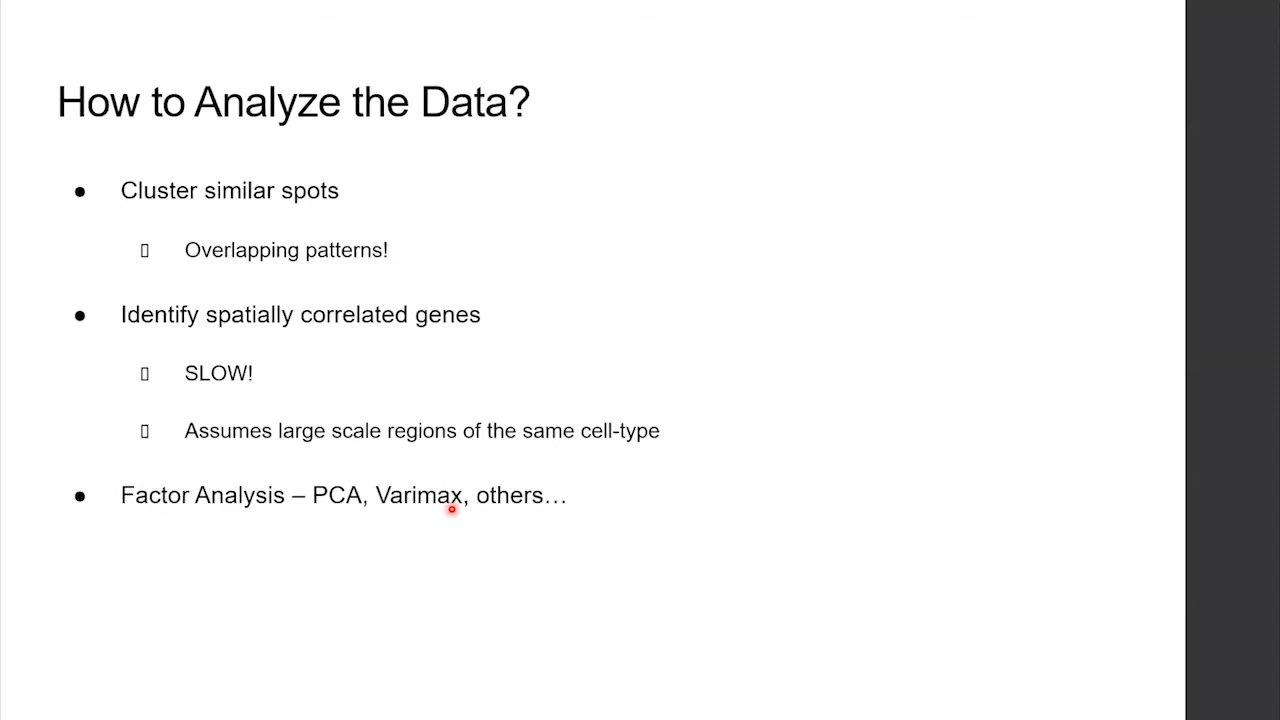 How to Analyze the Data?
● Cluster similar spots
▯ Overlapping patterns!
● Identify spatially correlated genes
▯ SLOW!
▯ Assumes large scale regions of the same cell-type
● Factor Analysis – PCA, Varimax, others…